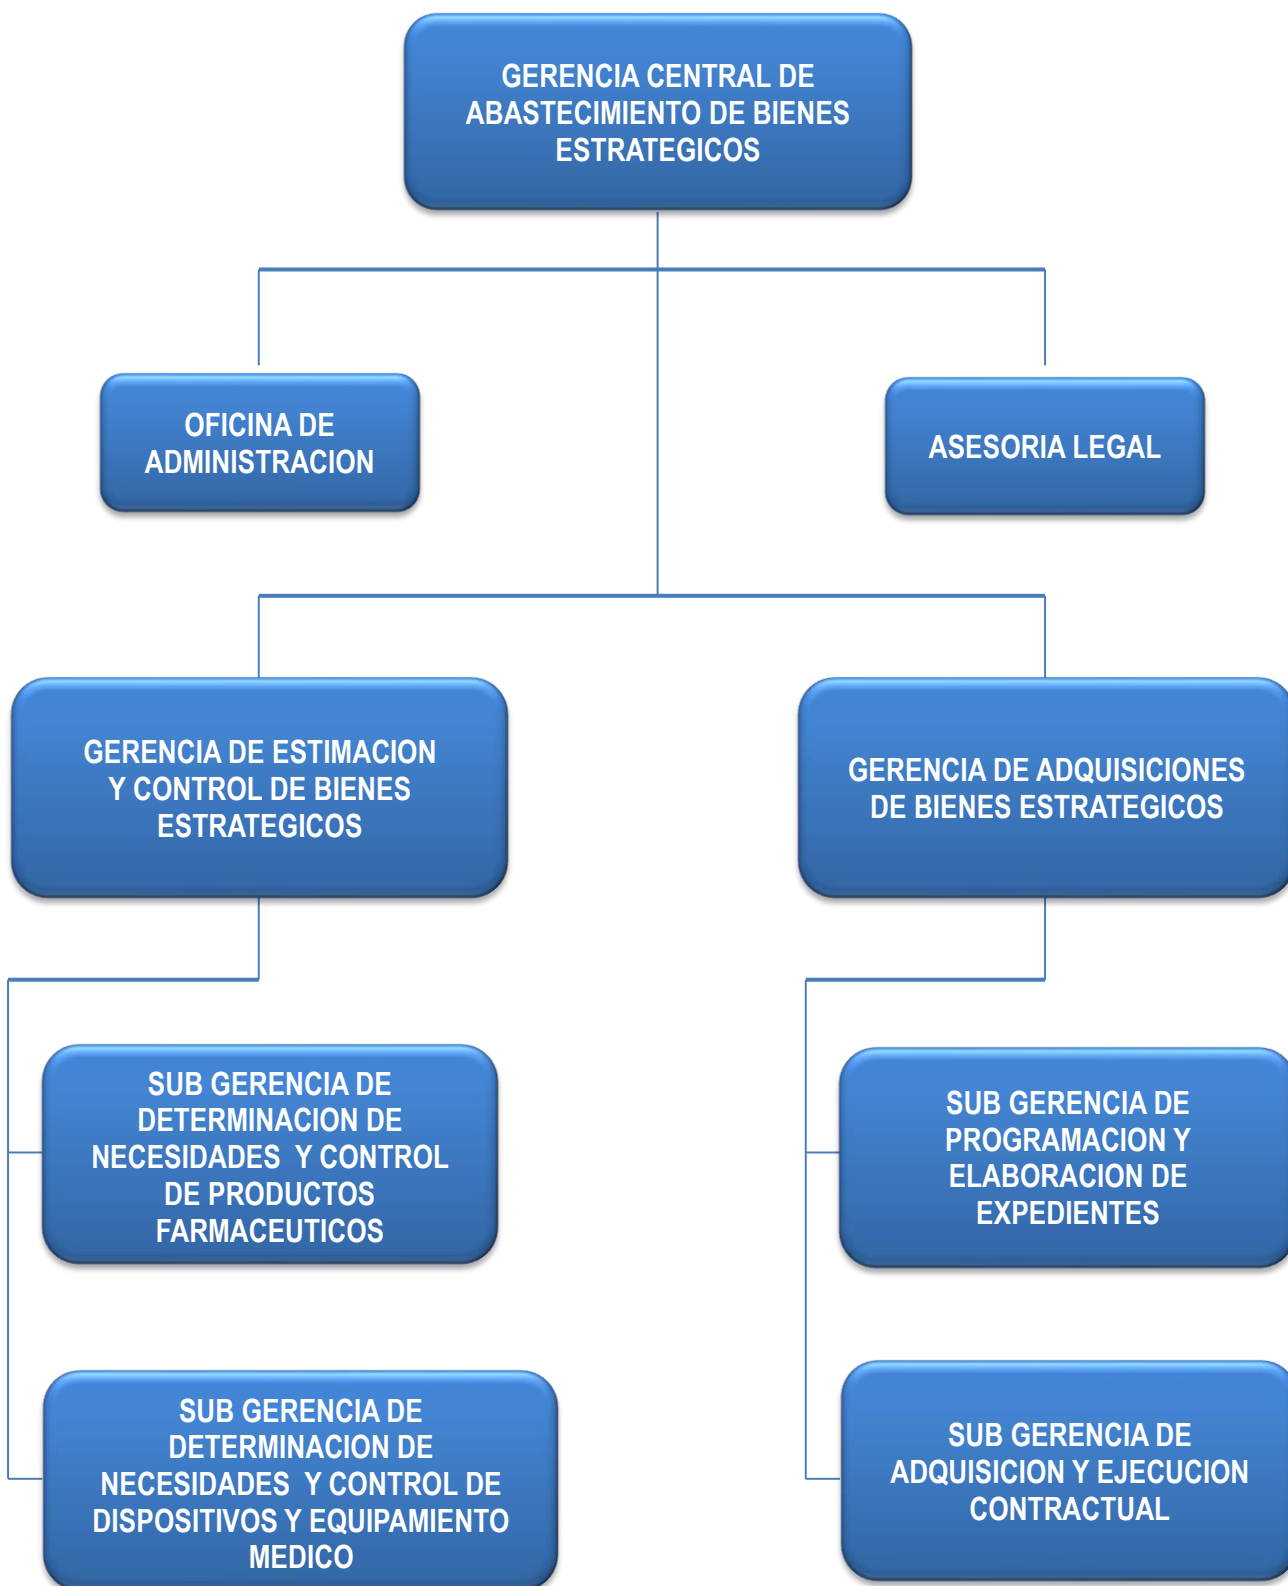 GERENCIA CENTRAL DE
ABASTECIMIENTO DE BIENES
ESTRATEGICOS
OFICINA DE
ADMINISTRACION
ASESORIA LEGAL
GERENCIA DE ESTIMACION
Y CONTROL DE BIENES
ESTRATEGICOS
GERENCIA DE ADQUISICIONES
DE BIENES ESTRATEGICOS
SUB GERENCIA DE
DETERMINACION DE
NECESIDADES  Y CONTROL
DE PRODUCTOS
FARMACEUTICOS
SUB GERENCIA DE
PROGRAMACION Y
ELABORACION DE
EXPEDIENTES
SUB GERENCIA DE
DETERMINACION DE
NECESIDADES  Y CONTROL DE
DISPOSITIVOS Y EQUIPAMIENTO
MEDICO
SUB GERENCIA DE
ADQUISICION Y EJECUCION
CONTRACTUAL